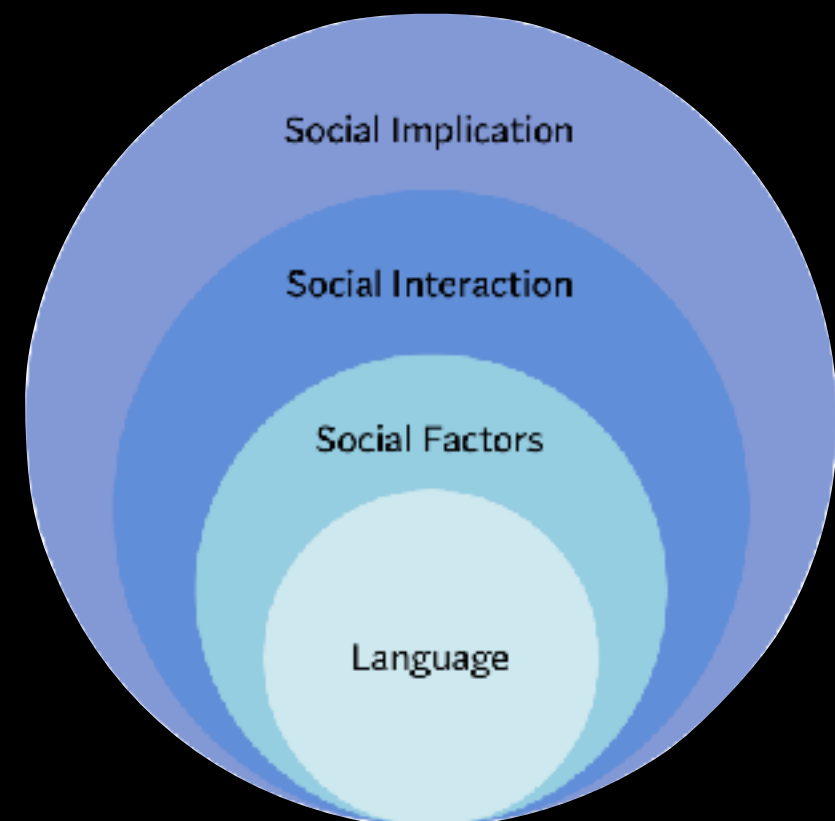 Social Implication
Social Interaction
Social Factors
Language